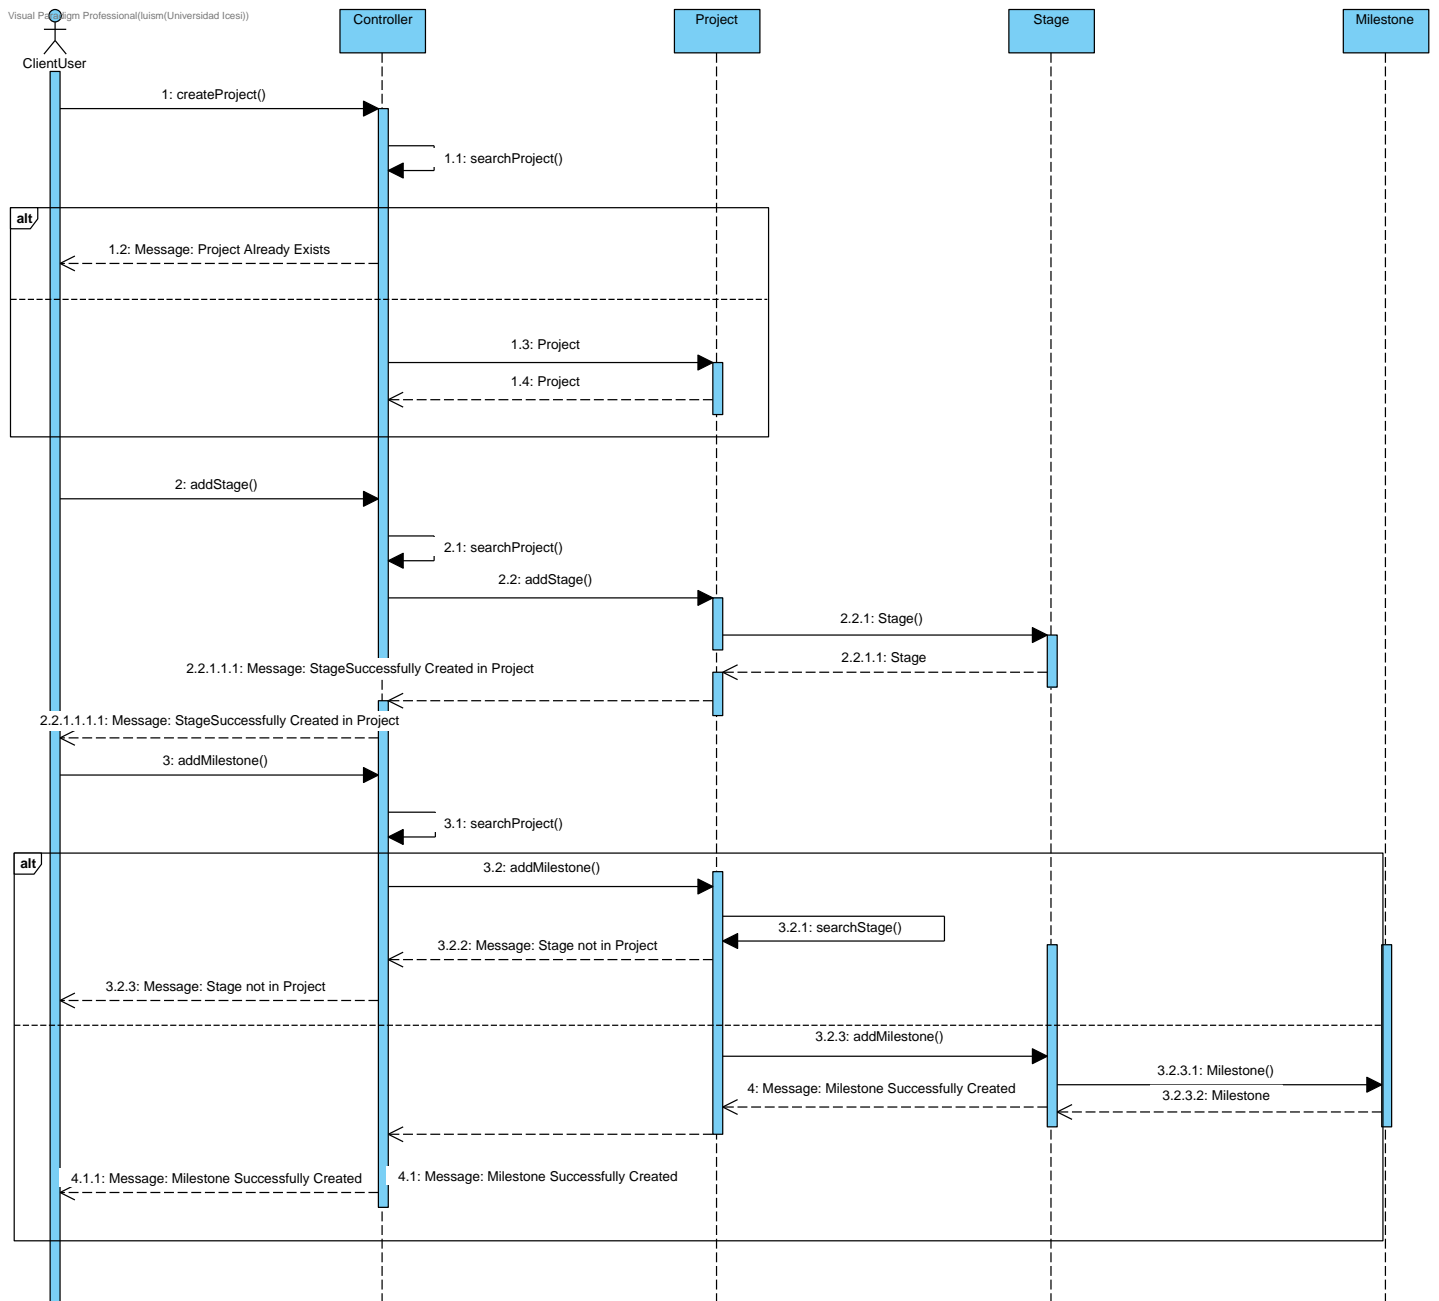 Visual Paradigm Professional(luism(Universidad Icesi))
ClientUser
Controller
Project
Stage
Milestone
1: createProject()
1.1: searchProject()
alt
1.2: Message: Project Already Exists
1.3: Project
1.4: Project
2: addStage()
2.1: searchProject()
2.2: addStage()
2.2.1: Stage()
2.2.1.1: Stage
2.2.1.1.1: Message: StageSuccessfully Created in Project
2.2.1.1.1.1: Message: StageSuccessfully Created in Project
3: addMilestone()
3.1: searchProject()
alt
3.2: addMilestone()
3.2.1: searchStage()
3.2.2: Message: Stage not in Project
3.2.3: Message: Stage not in Project
3.2.3: addMilestone()
3.2.3.1: Milestone()
4: Message: Milestone Successfully Created
3.2.3.2: Milestone
4.1.1: Message: Milestone Successfully Created
4.1: Message: Milestone Successfully Created